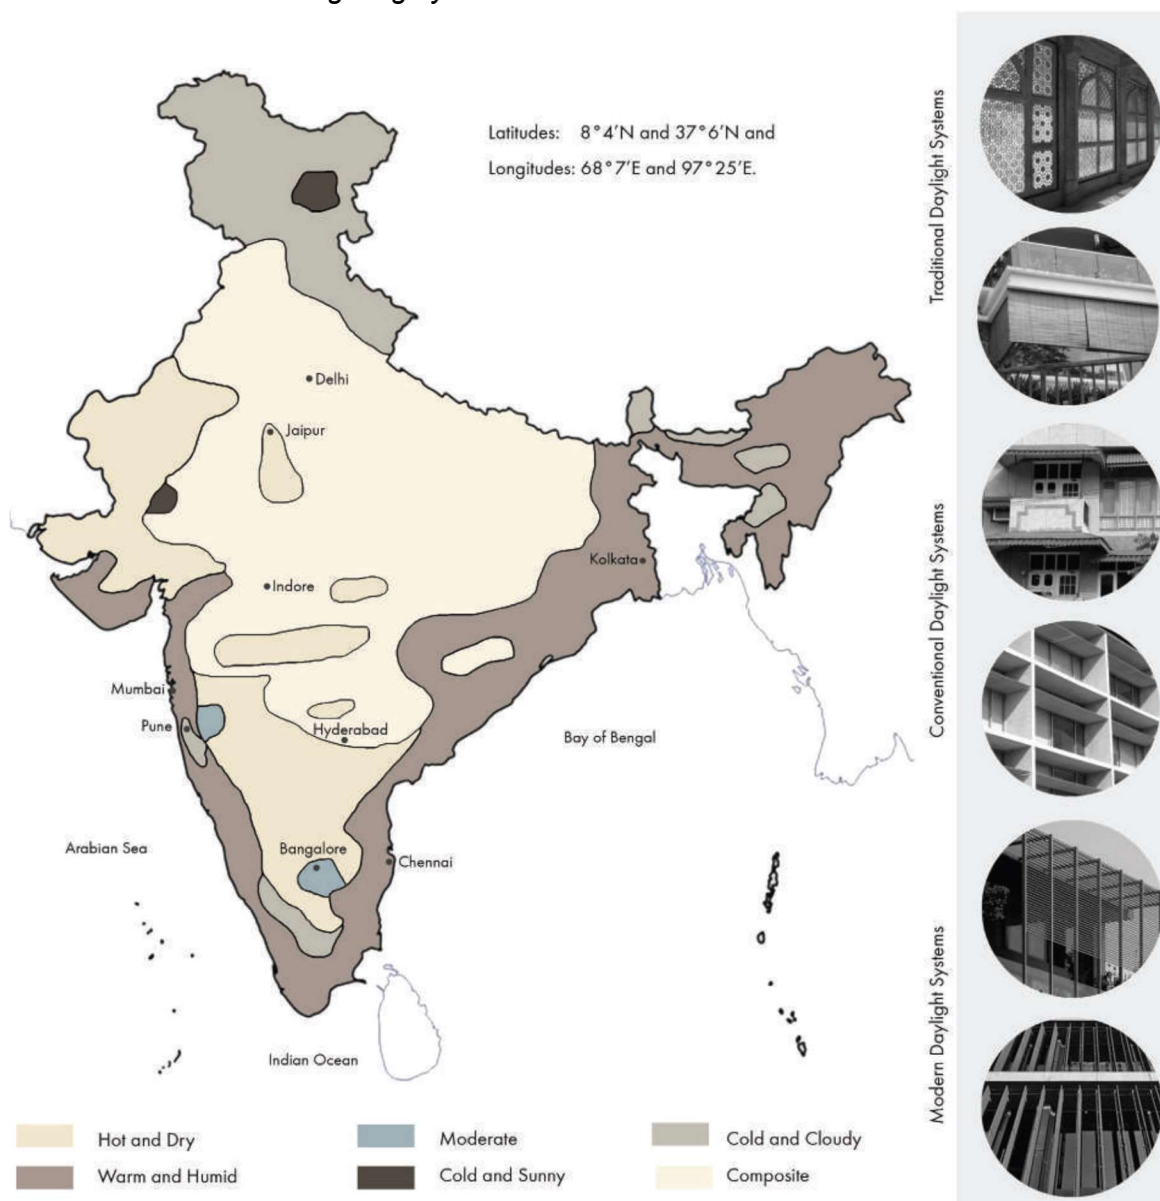 Latitudes: 8°4'N and 37°6'N and
Longitudes: 68°7'E and 97°25'E.
Delhi
Jaipur
Kolkata
Indore
Mumbai
Pune
Hyderabad
Bay of Bengal
Arabian Sea
Bangalore
Chennai
Indian Ocean
Hot and Dry
Moderate
Cold and Cloudy
Warm and Humid
Cold and Sunny
Composite
Traditional Daylight Systems
Conventional Daylight Systems
Modern Daylight Systems